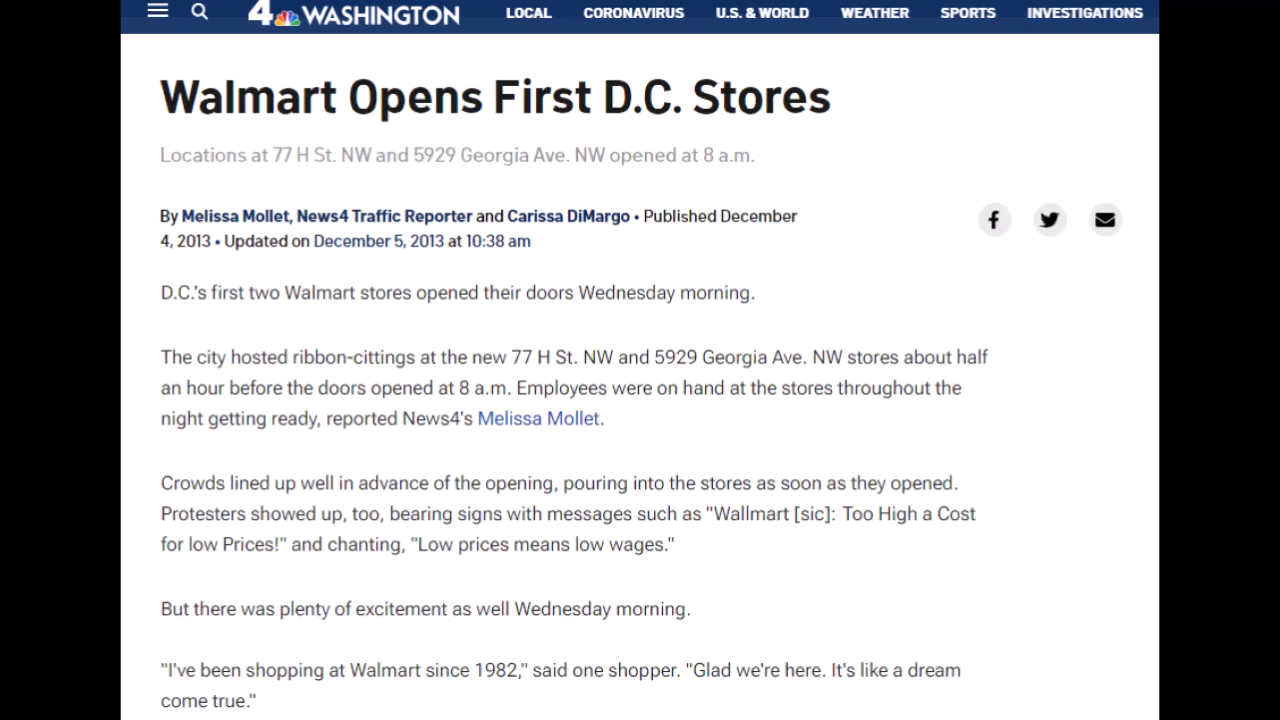 4 WASHINGTON LOCAL CORONAVIRUS U.S. & WORLD WEATHER SPORTS INVESTIGATIONS
Walmart Opens First D.C. Stores
Locations at 77 H St. NW and 5929 Georgia Ave. NW opened at 8 a.m.
By Melissa Mollet, News4 Traffic Reporter and Carissa DiMargo • Published December
4, 2013 • Updated on December 5, 2013 at 10:38 am
D.C.'s first two Walmart stores opened their doors Wednesday morning.
The city hosted ribbon-cittings at the new 77 H St. NW and 5929 Georgia Ave. NW stores about half
an hour before the doors opened at 8 a.m. Employees were on hand at the stores throughout the
night getting ready, reported News4's Melissa Mollet.
Crowds lined up well in advance of the opening, pouring into the stores as soon as they opened.
Protesters showed up, too, bearing signs with messages such as "Wallmart [sic]: Too High a Cost
for low Prices!" and chanting, "Low prices means low wages."
But there was plenty of excitement as well Wednesday morning.
"I've been shopping at Walmart since 1982," said one shopper. "Glad we're here. It's like a dream
come true."